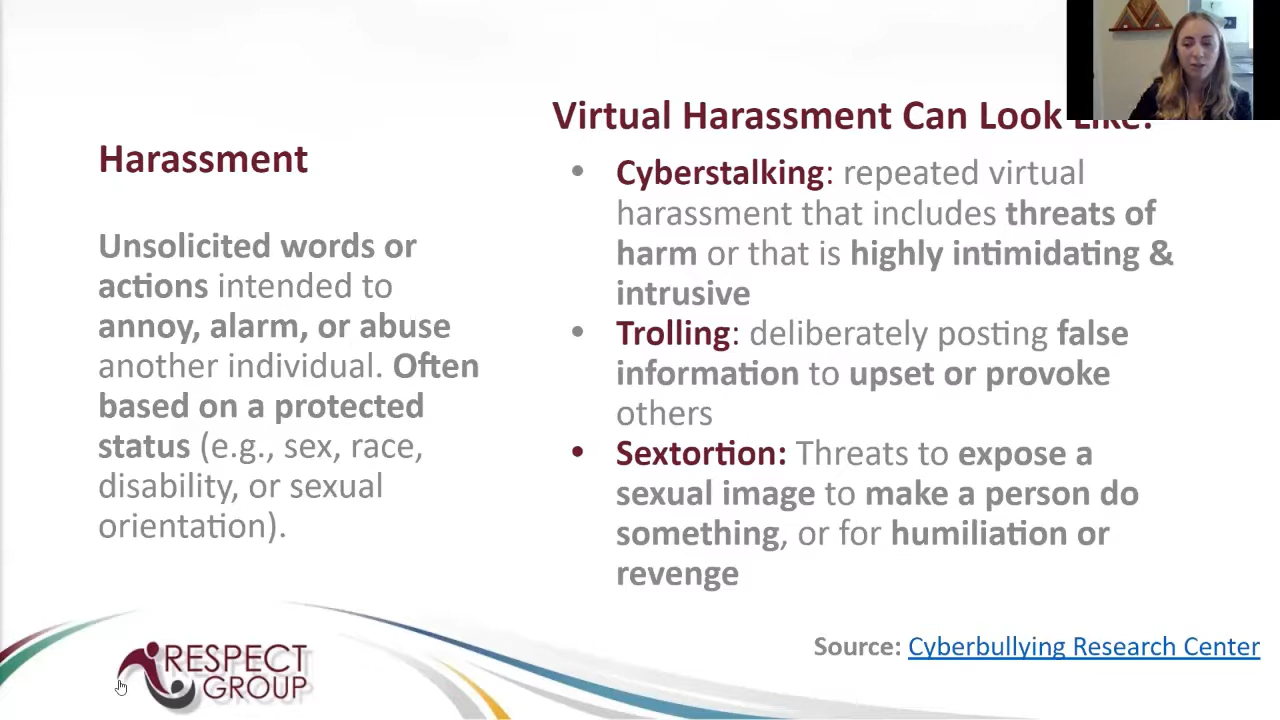 Harassment
Unsolicited words or
actions intended to
annoy, alarm, or abuse
another individual. Often
based on a protected
status (e.g., sex, race,
disability, or sexual
orientation).
Virtual Harassment Can Look Like:
• Cyberstalking: repeated virtual
harassment that includes threats of
harm or that is highly intimidating &
intrusive
• Trolling: deliberately posting false
information to upset or provoke
others
• Sextortion: Threats to expose a
sexual image to make a person do
something, or for humiliation or
revenge
Source: Cyberbullying Research Center
RESPECT
GROUP